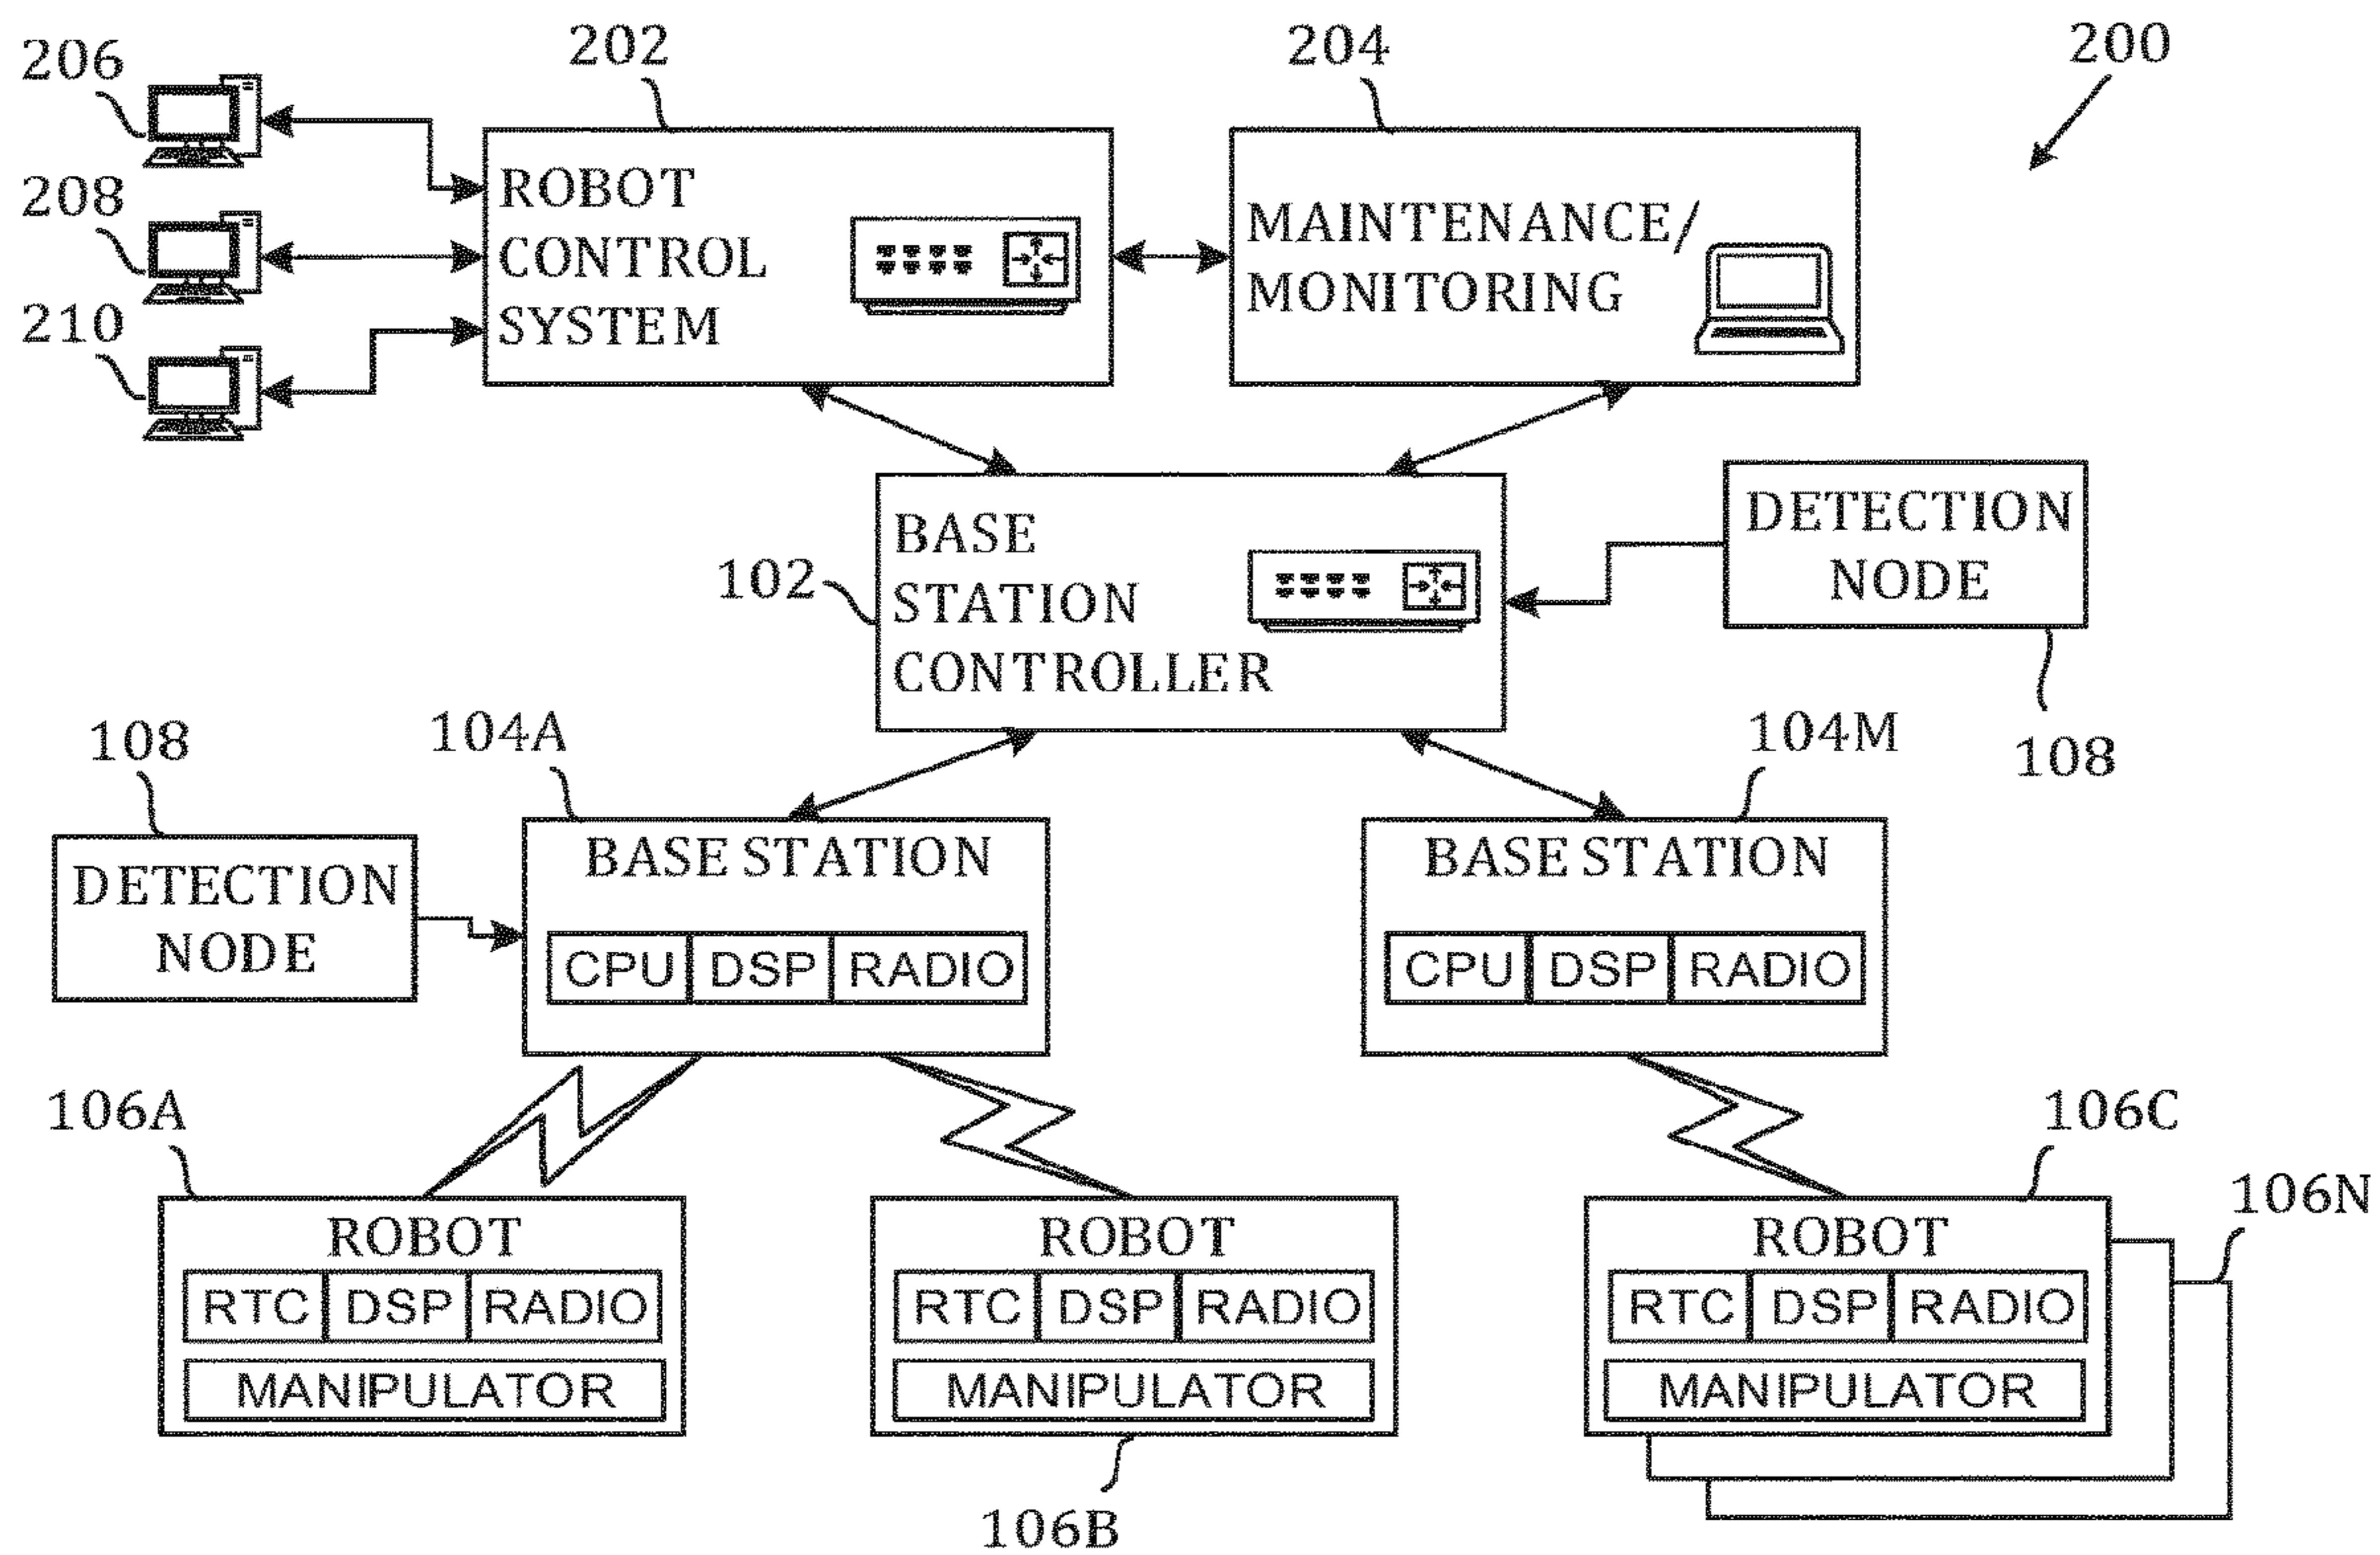 206
202
204
200
208
210
ROBOT
CONTROL
SYSTEM
MAINTENANCE/
MONITORING
102
BASE
STATION
CONTROLLER
DETECTION
NODE
108
108
104A
104M
DETECTION
NODE
BASE STATION
CPU DSP RADIO
BASE STATION
CPU DSP RADIO
106A
106C
106N
ROBOT
RTC DSP RADIO
MANIPULATOR
ROBOT
RTC DSP RADIO
MANIPULATOR
106B
ROBOT
RTC DSP RADIO
MANIPULATOR